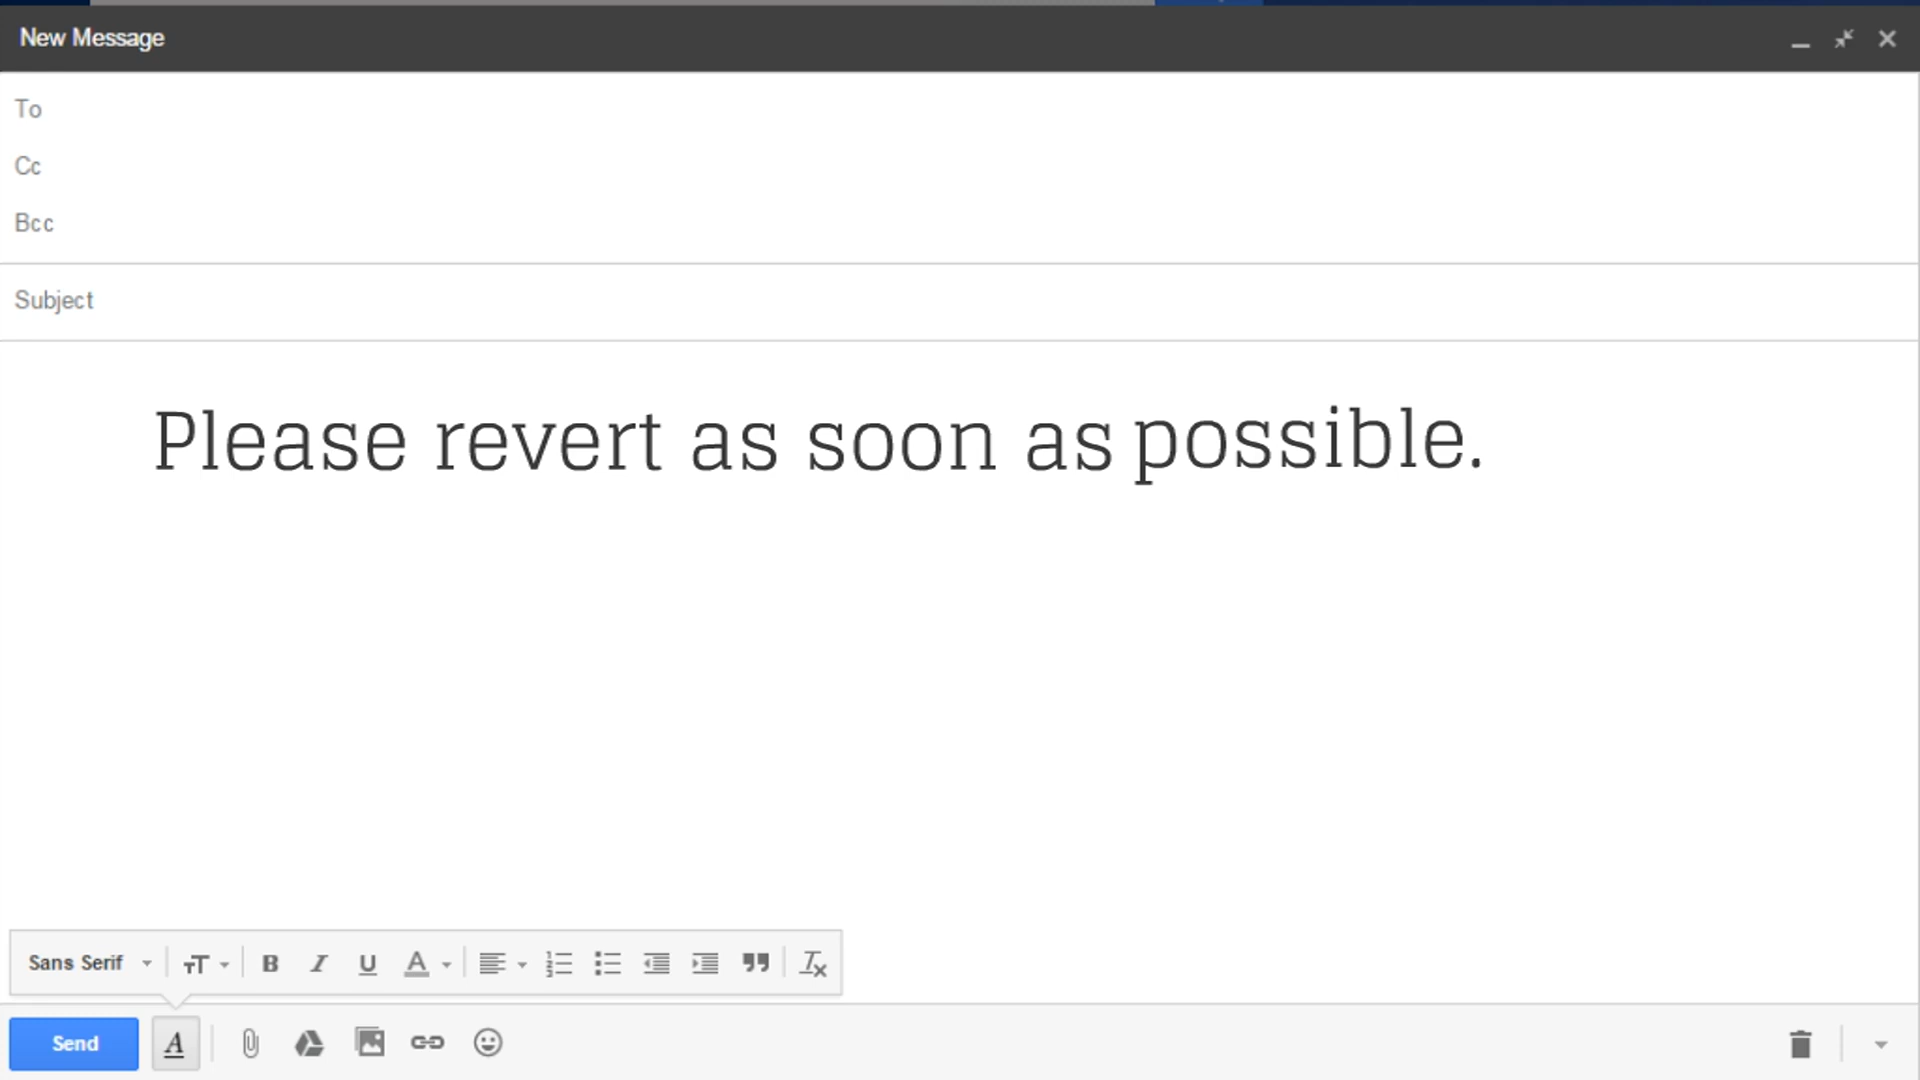 New Message
To
Cc
Bcc
Subject
Please revert as soon as possible.
Sans Serif
Send